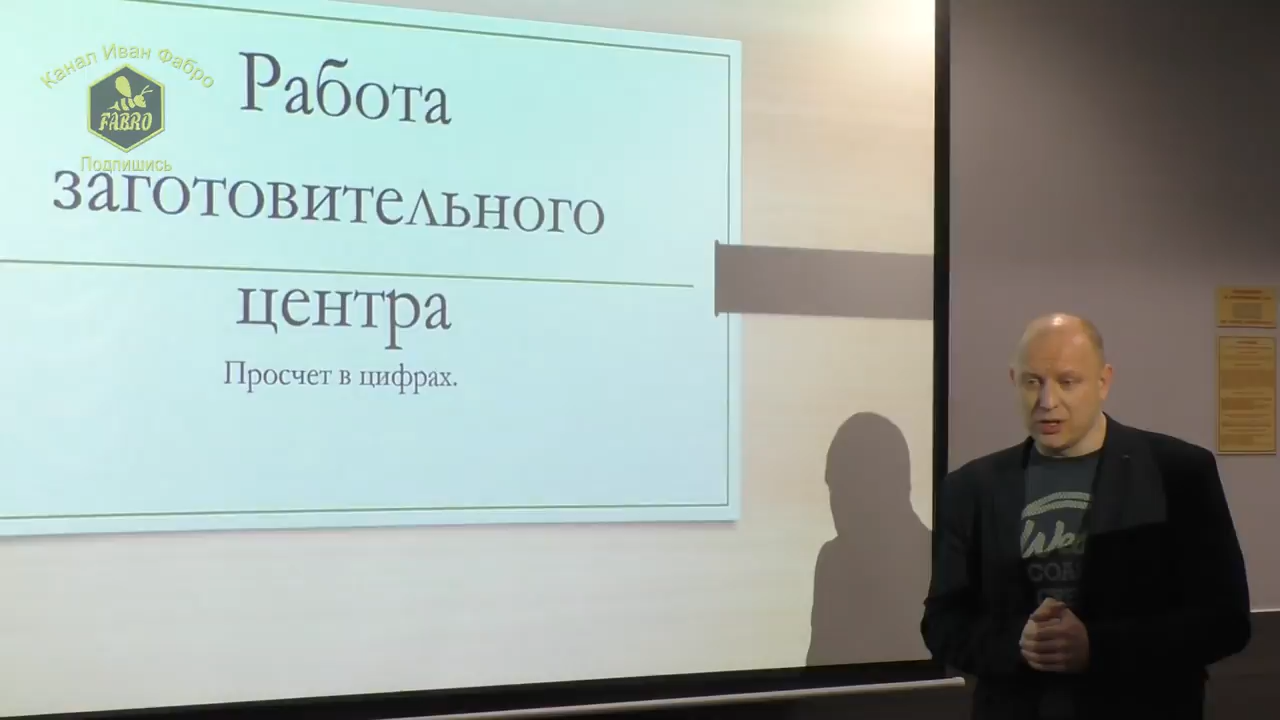 Канал Иван Фабро
FABRO
Подпишись
Работа
заготовительного
центра
Просчет в цифрах.